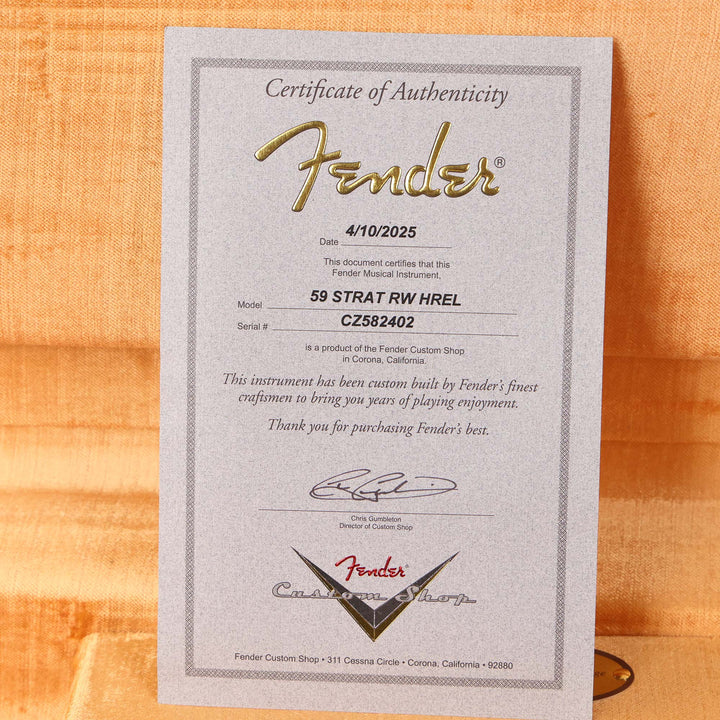 Certificate of Authenticity
Fender®
Date 4/10/2025
This document certifies that this
Fender Musical Instrument,
Model 59 STRAT RW HREL
Serial # CZ582402
is a product of the Fender Custom Shop
in Corona, California.
This instrument has been custom built by Fender's finest
craftsmen to bring you years of playing enjoyment.
Thank you for purchasing Fender's best.
Chris Gumbleton
Director of Custom Shop
Fender
Custom Shop
Fender Custom Shop • 311 Cessna Circle • Corona, California • 92880